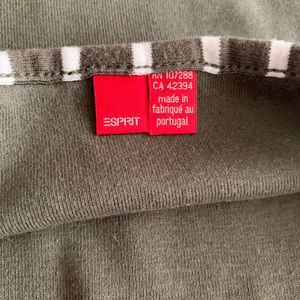 RN 107288
CA 42394
made in
fabriqué au
portugal
ESPRIT